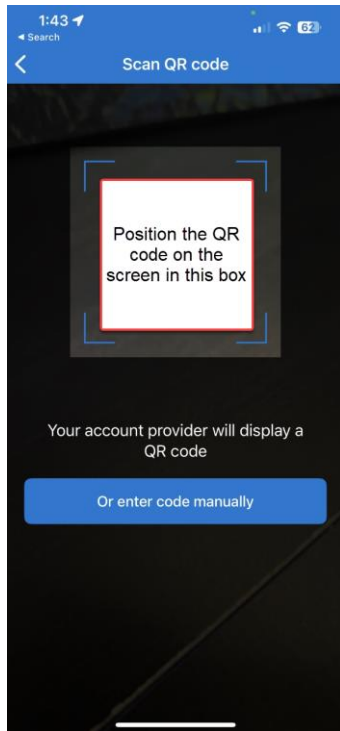 1:43
62
◄ Search
Scan QR code
Position the QR
code on the
screen in this box
Your account provider will display a
QR code
Or enter code manually